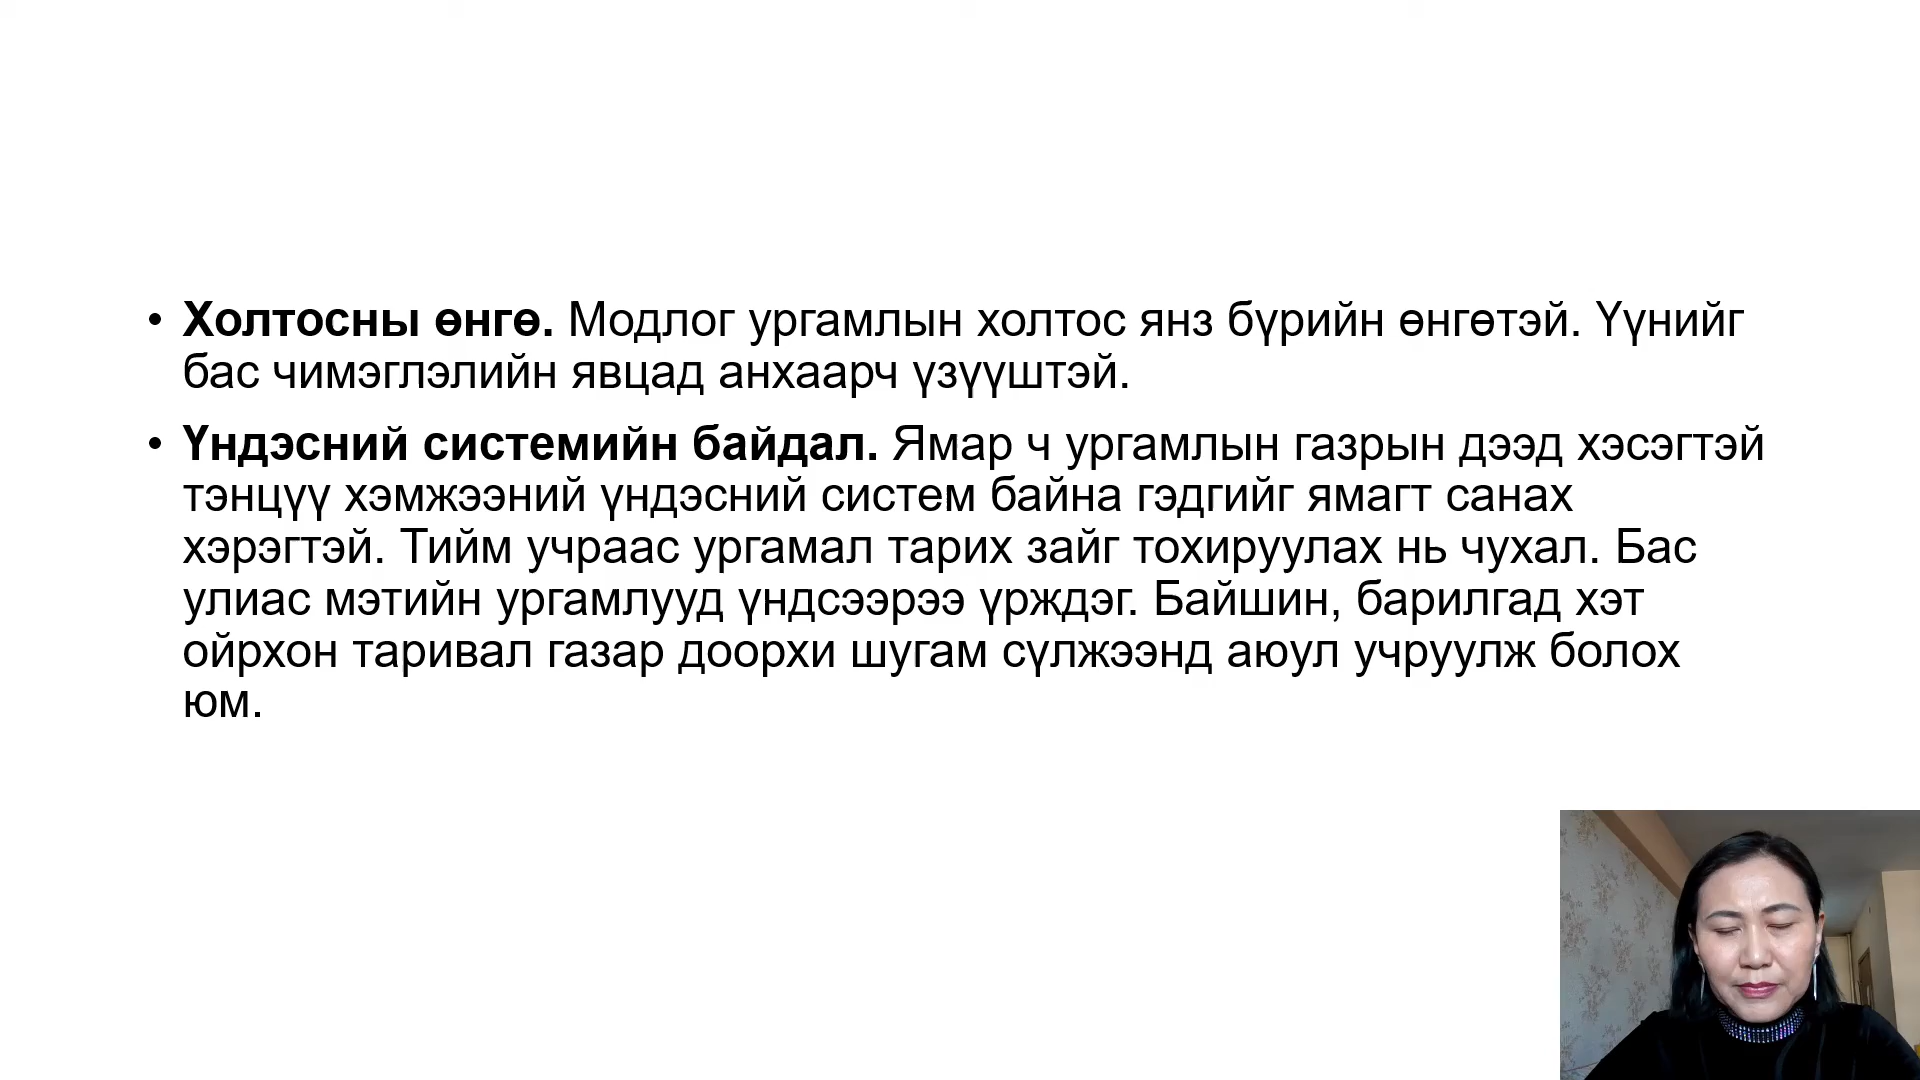 • Холтосны өнгө. Модлог ургамлын холтос янз бүрийн өнгөтэй. Үүнийг
бас чимэглэлийн явцад анхаарч үзүүштэй.
• Үндэсний системийн байдал. Ямар ч ургамлын газрын дээд хэсэгтэй
тэнцүү хэмжээний үндэсний систем байна гэдгийг ямагт санах
хэрэгтэй. Тийм учраас ургамал тарих зайг тохируулах нь чухал. Бас
улиас мэтийн ургамлууд үндсээрээ үрждэг. Байшин, барилгад хэт
ойрхон таривал газар доорхи шугам сүлжээнд аюул учруулж болох
юм.